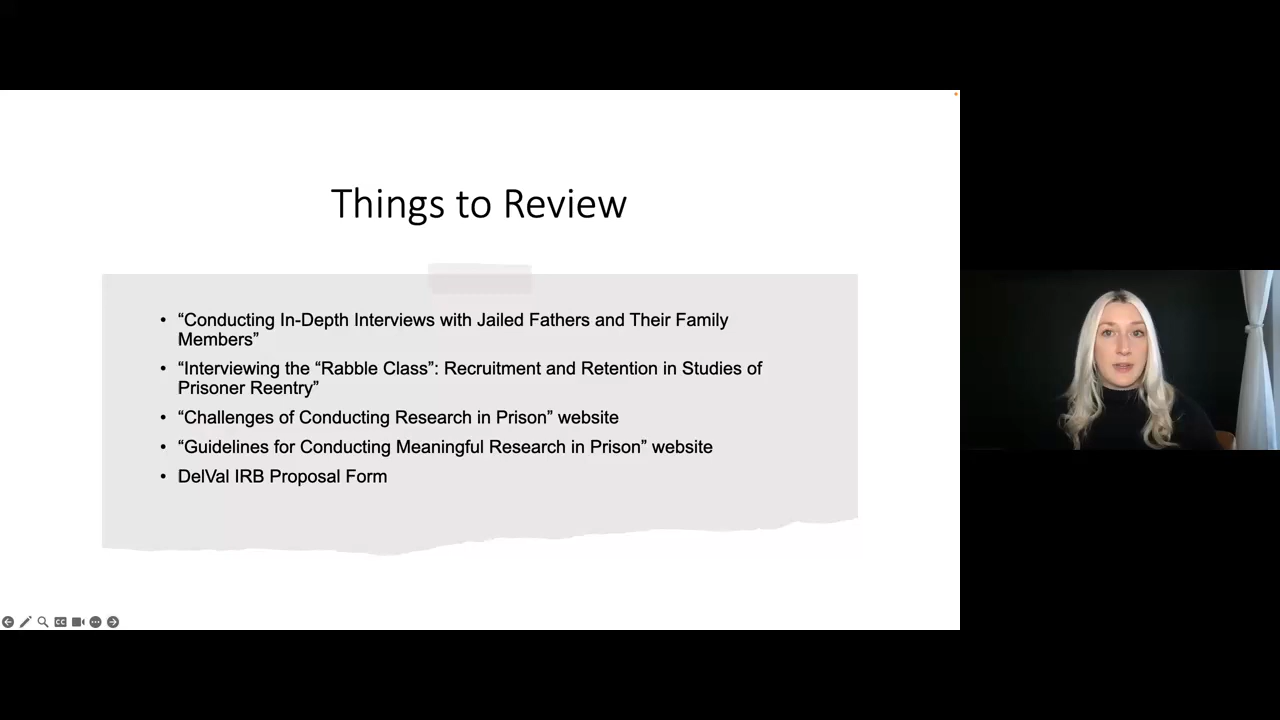 Things to Review
• “Conducting In-Depth Interviews with Jailed Fathers and Their Family
Members”
• “Interviewing the “Rabble Class”: Recruitment and Retention in Studies of
Prisoner Reentry”
• “Challenges of Conducting Research in Prison” website
• “Guidelines for Conducting Meaningful Research in Prison” website
• DelVal IRB Proposal Form
CC